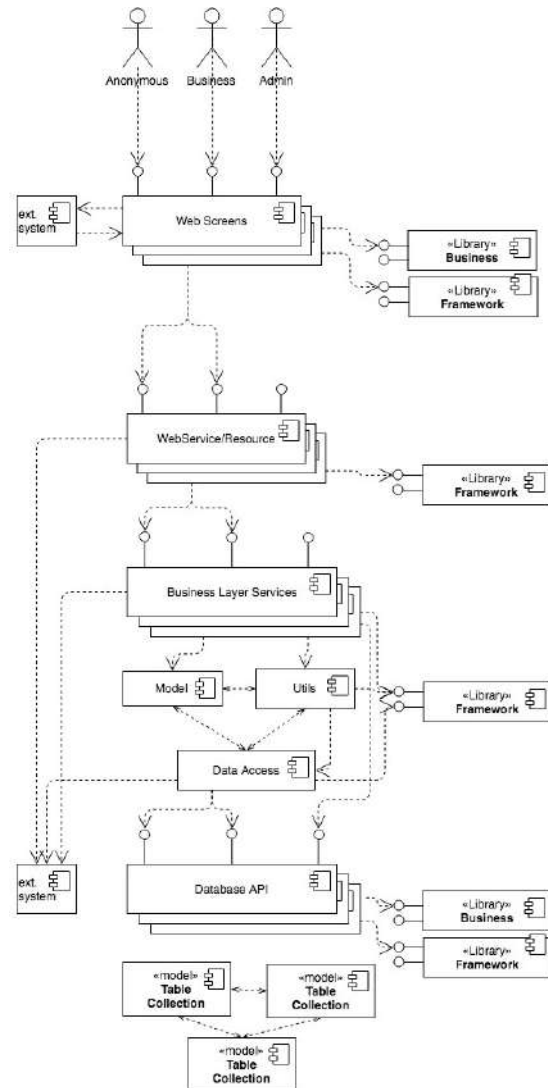 Anonymous
Business
Admin
ext.
system
Web Screens
«Library»
Business
«Library»
Framework
WebService/Resource
«Library»
Framework
Business Layer Services
Model
Utils
«Library»
Framework
Data Access
ext.
system
Database API
«Library»
Business
«Library»
Framework
«model»
Table
Collection
«model»
Table
Collection
«model»
Table
Collection